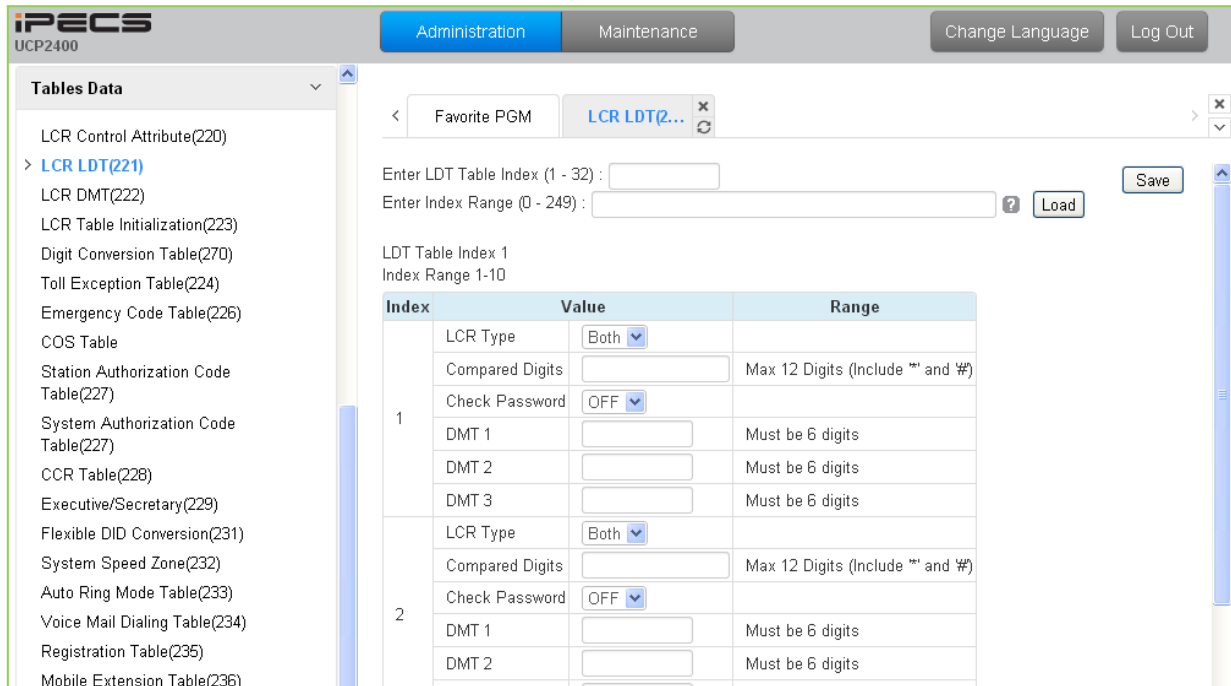 iPECS
UCP2400
Administration
Maintenance
Change Language
Log Out
Tables Data
LCR Control Attribute(220)
LCR LDT(221)
LCR DMT(222)
LCR Table Initialization(223)
Digit Conversion Table(270)
Toll Exception Table(224)
Emergency Code Table(226)
COS Table
Station Authorization Code
Table(227)
System Authorization Code
Table(227)
CCR Table(228)
Executive/Secretary(229)
Flexible DID Conversion(231)
System Speed Zone(232)
Auto Ring Mode Table(233)
Voice Mail Dialing Table(234)
Registration Table(235)
Mobile Extension Table(236)
Favorite PGM
LCR LDT(2...
Enter LDT Table Index (1 - 32) :
Save
Enter Index Range (0 - 249) :
? Load
LDT Table Index 1
Index Range 1-10
Index Value Range
1
LCR Type Both
Compared Digits Max 12 Digits (Include '*' and '#')
Check Password OFF
DMT 1 Must be 6 digits
DMT 2 Must be 6 digits
DMT 3 Must be 6 digits
2
LCR Type Both
Compared Digits Max 12 Digits (Include '*' and '#')
Check Password OFF
DMT 1 Must be 6 digits
DMT 2 Must be 6 digits